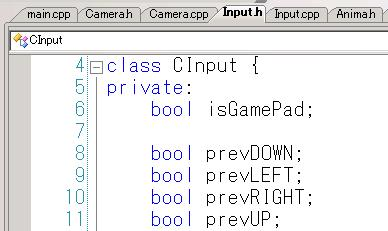 main.cpp Camera.h Camera.cpp Input.h Input.cpp Anima.h
CInput
4 class CInput {
5 private:
6 bool isGamePad;
7
8 bool prevDOWN;
9 bool prevLEFT;
10 bool prevRIGHT;
11 bool prevUP;